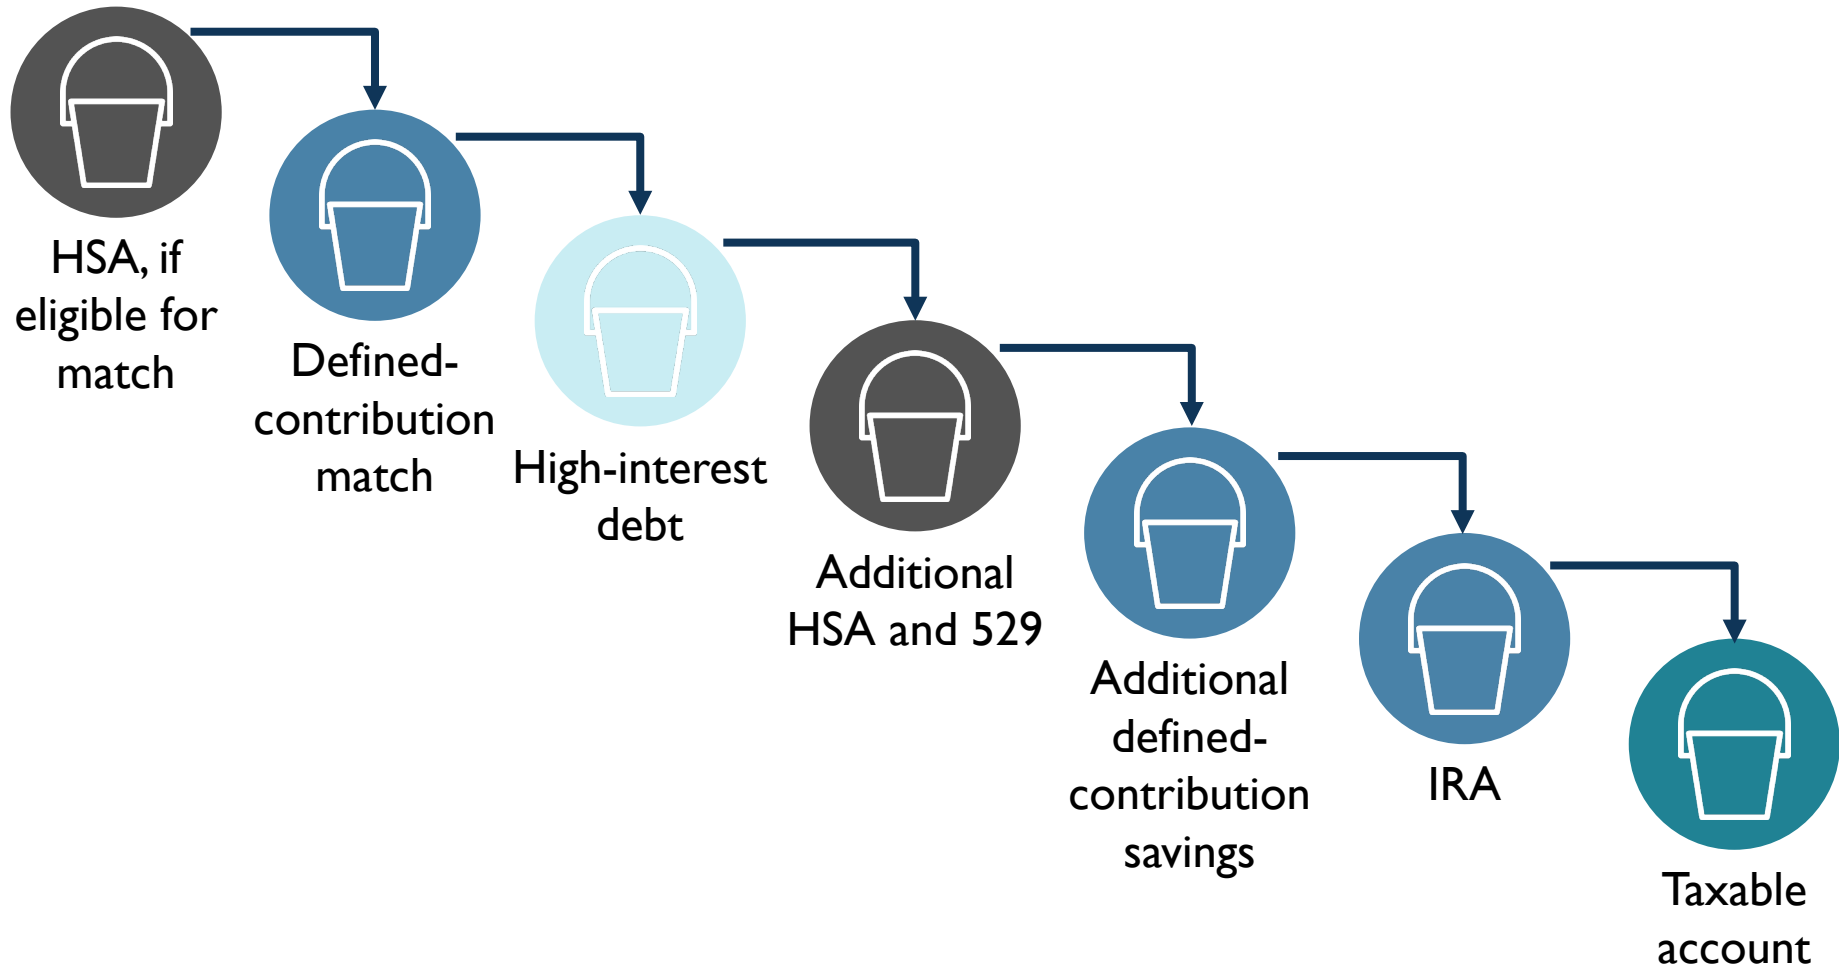 HSA, if
eligible for
match
Defined-
contribution
match
High-interest
debt
Additional
HSA and 529
Additional
defined-
contribution
savings
IRA
Taxable
account